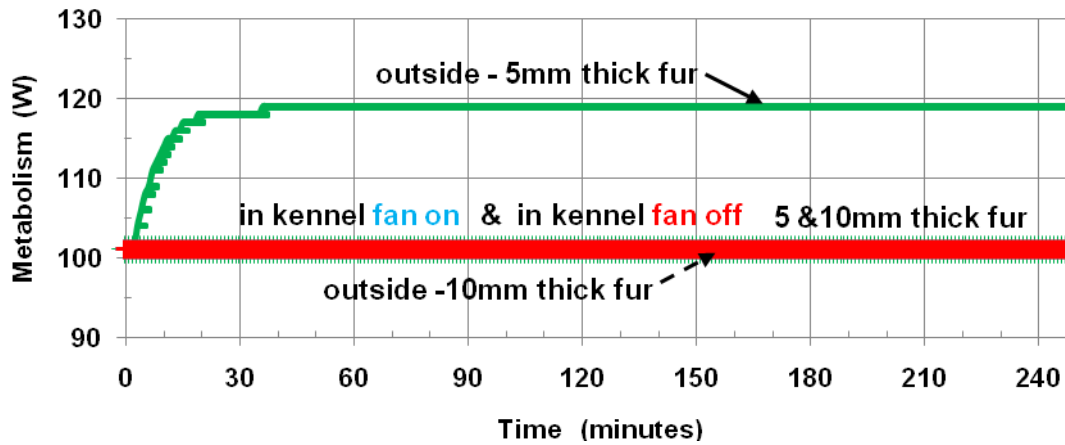 130
120
110
100
90
Metabolism (W)
outside - 5mm thick fur
in kennel fan on & in kennel fan off 5 &10mm thick fur
outside -10mm thick fur
0 30 60 90 120 150 180 210 240
Time (minutes)